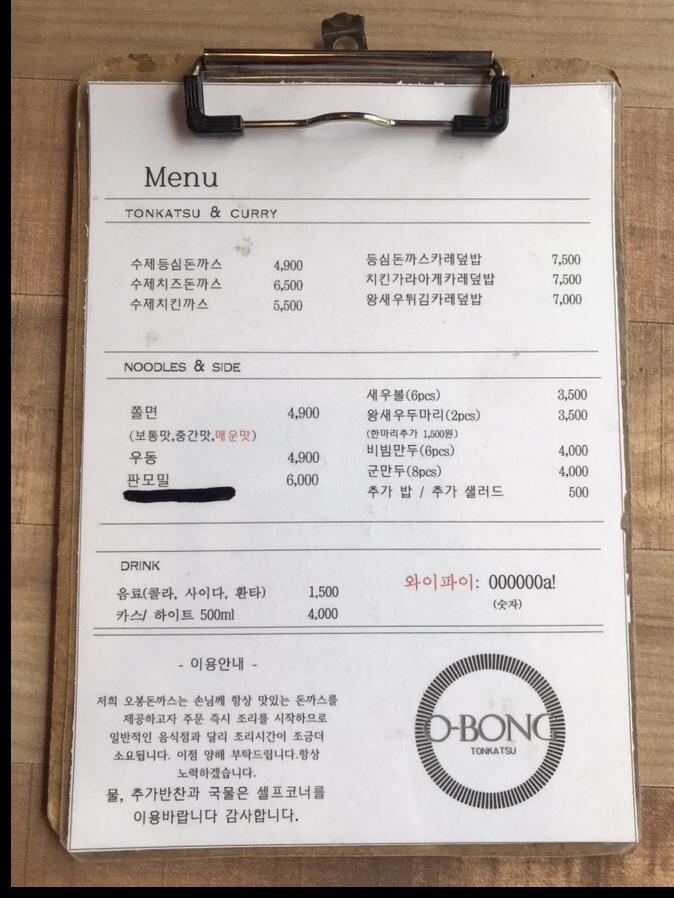 Menu
TONKATSU & CURRY
수제등심돈까스 4,900
수제치즈돈까스 6,500
수제치킨까스 5,500
등심돈까스카레덮밥 7,500
치킨가라아게카레덮밥 7,500
왕새우튀김카레덮밥 7,000
NOODLES & SIDE
쫄면 4,900
(보통맛,중간맛,매운맛)
우동 4,900
판모밀 6,000
새우볼(6pcs) 3,500
왕새우두마리(2pcs) 3,500
(한마리추가 1,500원)
비빔만두(6pcs) 4,000
군만두(8pcs) 4,000
추가 밥 / 추가 샐러드 500
DRINK
음료(콜라, 사이다, 환타) 1,500
카스/ 하이트 500ml 4,000
와이파이: 000000a!
(숫자)
- 이용안내 -
저희 오봉돈까스는 손님께 항상 맛있는 돈까스를
제공하고자 주문 즉시 조리를 시작하므로
일반적인 음식점과 달리 조리시간이 조금더
소요됩니다. 이점 양해 부탁드립니다.항상
노력하겠습니다.
물, 추가반찬과 국물은 셀프코너를
이용바랍니다 감사합니다.
O-BONG
TONKATSU